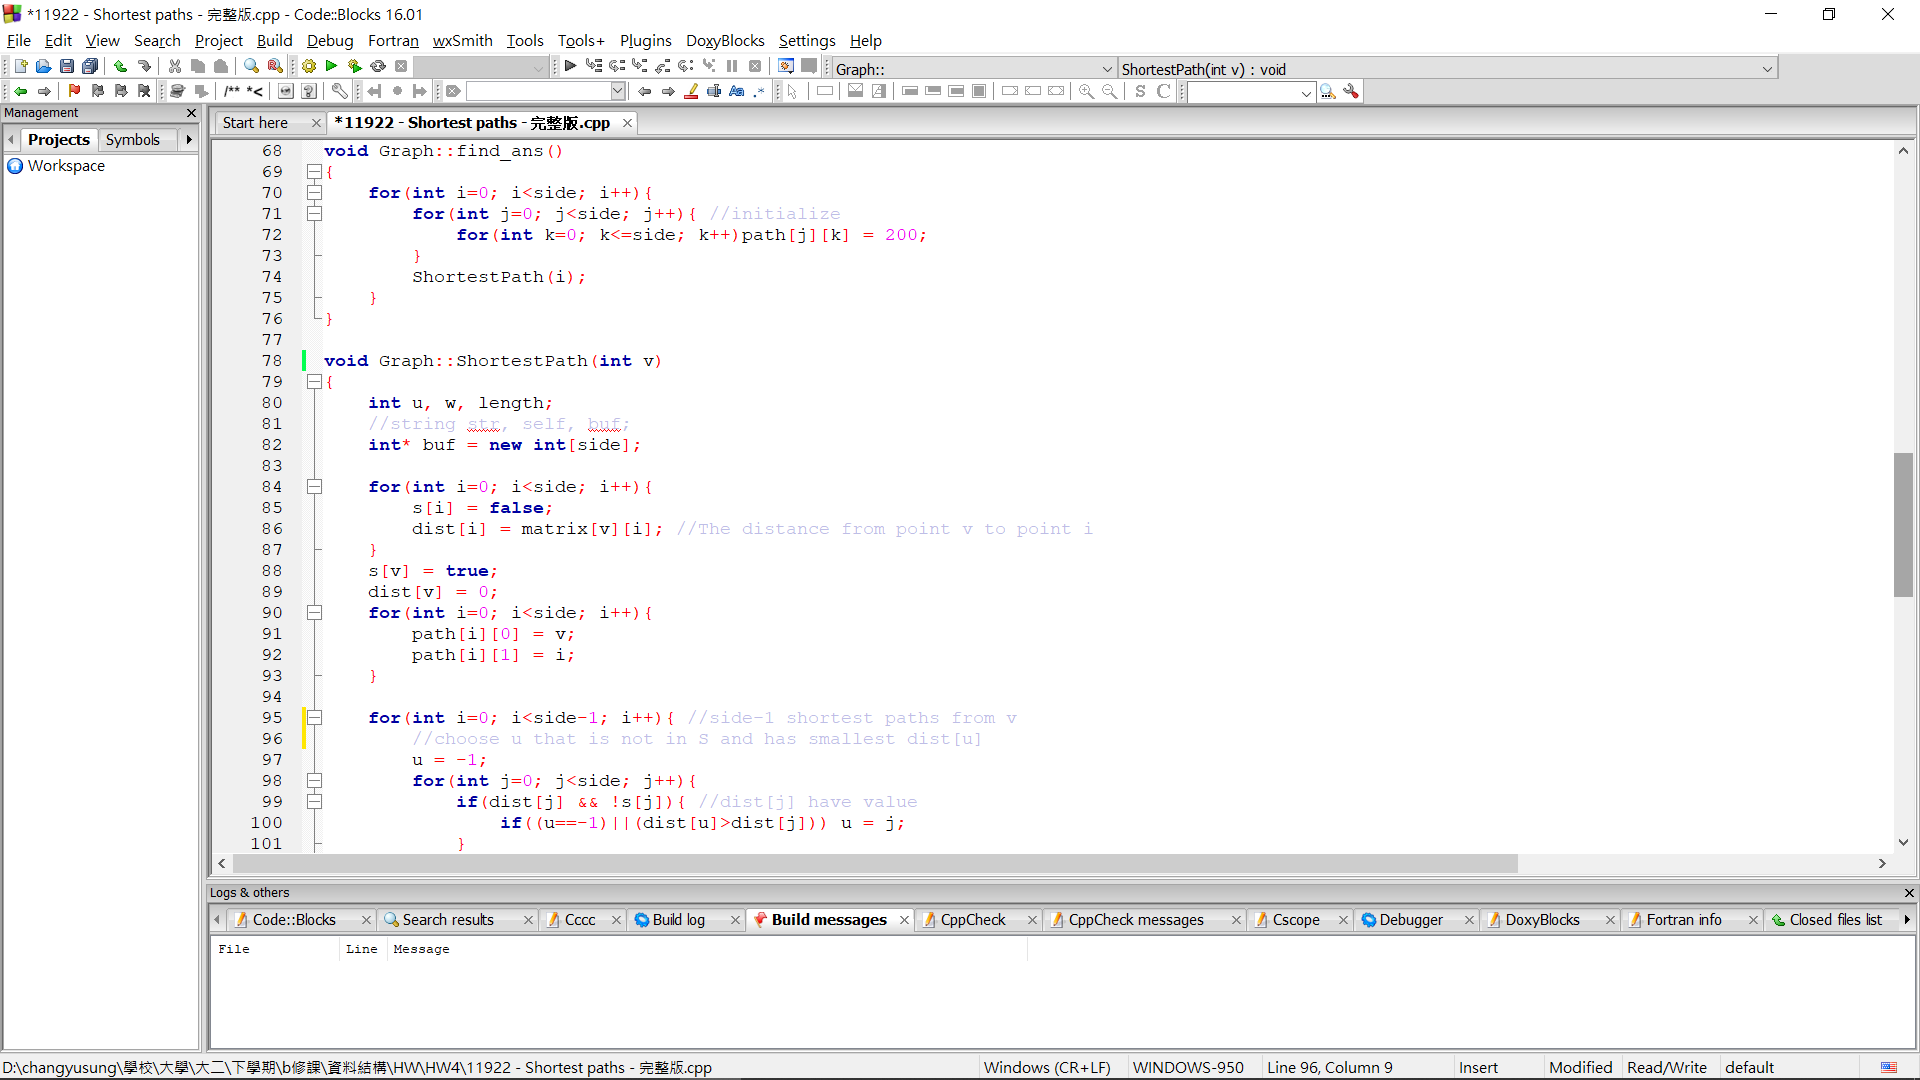 *11922 - Shortest paths - 完整版.cpp - Code::Blocks 16.01
File Edit View Search Project Build Debug Fortran wxSmith Tools Tools+ Plugins DoxyBlocks Settings Help
Graph:: ShortestPath(int v) : void
/** *<
Management
Start here *11922 - Shortest paths - 完整版.cpp
Projects Symbols
Workspace
68 void Graph::find_ans()
69 {
70 for(int i=0; i<side; i++){
71 for(int j=0; j<side; j++){ //initialize
72 for(int k=0; k<=side; k++)path[j][k] = 200;
73 }
74 ShortestPath(i);
75 }
76 }
77
78 void Graph::ShortestPath(int v)
79 {
80 int u, w, length;
81 //string str, self, buf;
82 int* buf = new int[side];
83
84 for(int i=0; i<side; i++){
85 s[i] = false;
86 dist[i] = matrix[v][i]; //The distance from point v to point i
87 }
88 s[v] = true;
89 dist[v] = 0;
90 for(int i=0; i<side; i++){
91 path[i][0] = v;
92 path[i][1] = i;
93 }
94
95 for(int i=0; i<side-1; i++){ //side-1 shortest paths from v
96 //choose u that is not in S and has smallest dist[u]
97 u = -1;
98 for(int j=0; j<side; j++){
99 if(dist[j] && !s[j]){ //dist[j] have value
100 if((u==-1)||(dist[u]>dist[j])) u = j;
101 }
Logs & others
Code::Blocks Search results Cccc Build log Build messages CppCheck CppCheck messages Cscope Debugger DoxyBlocks Fortran info Closed files list
File Line Message
D:\changyusung\學校\大學\大二\下學期\b修課\資料結構\HW\HW4\11922 - Shortest paths - 完整版.cpp Windows (CR+LF) WINDOWS-950 Line 96, Column 9 Insert Modified Read/Write default